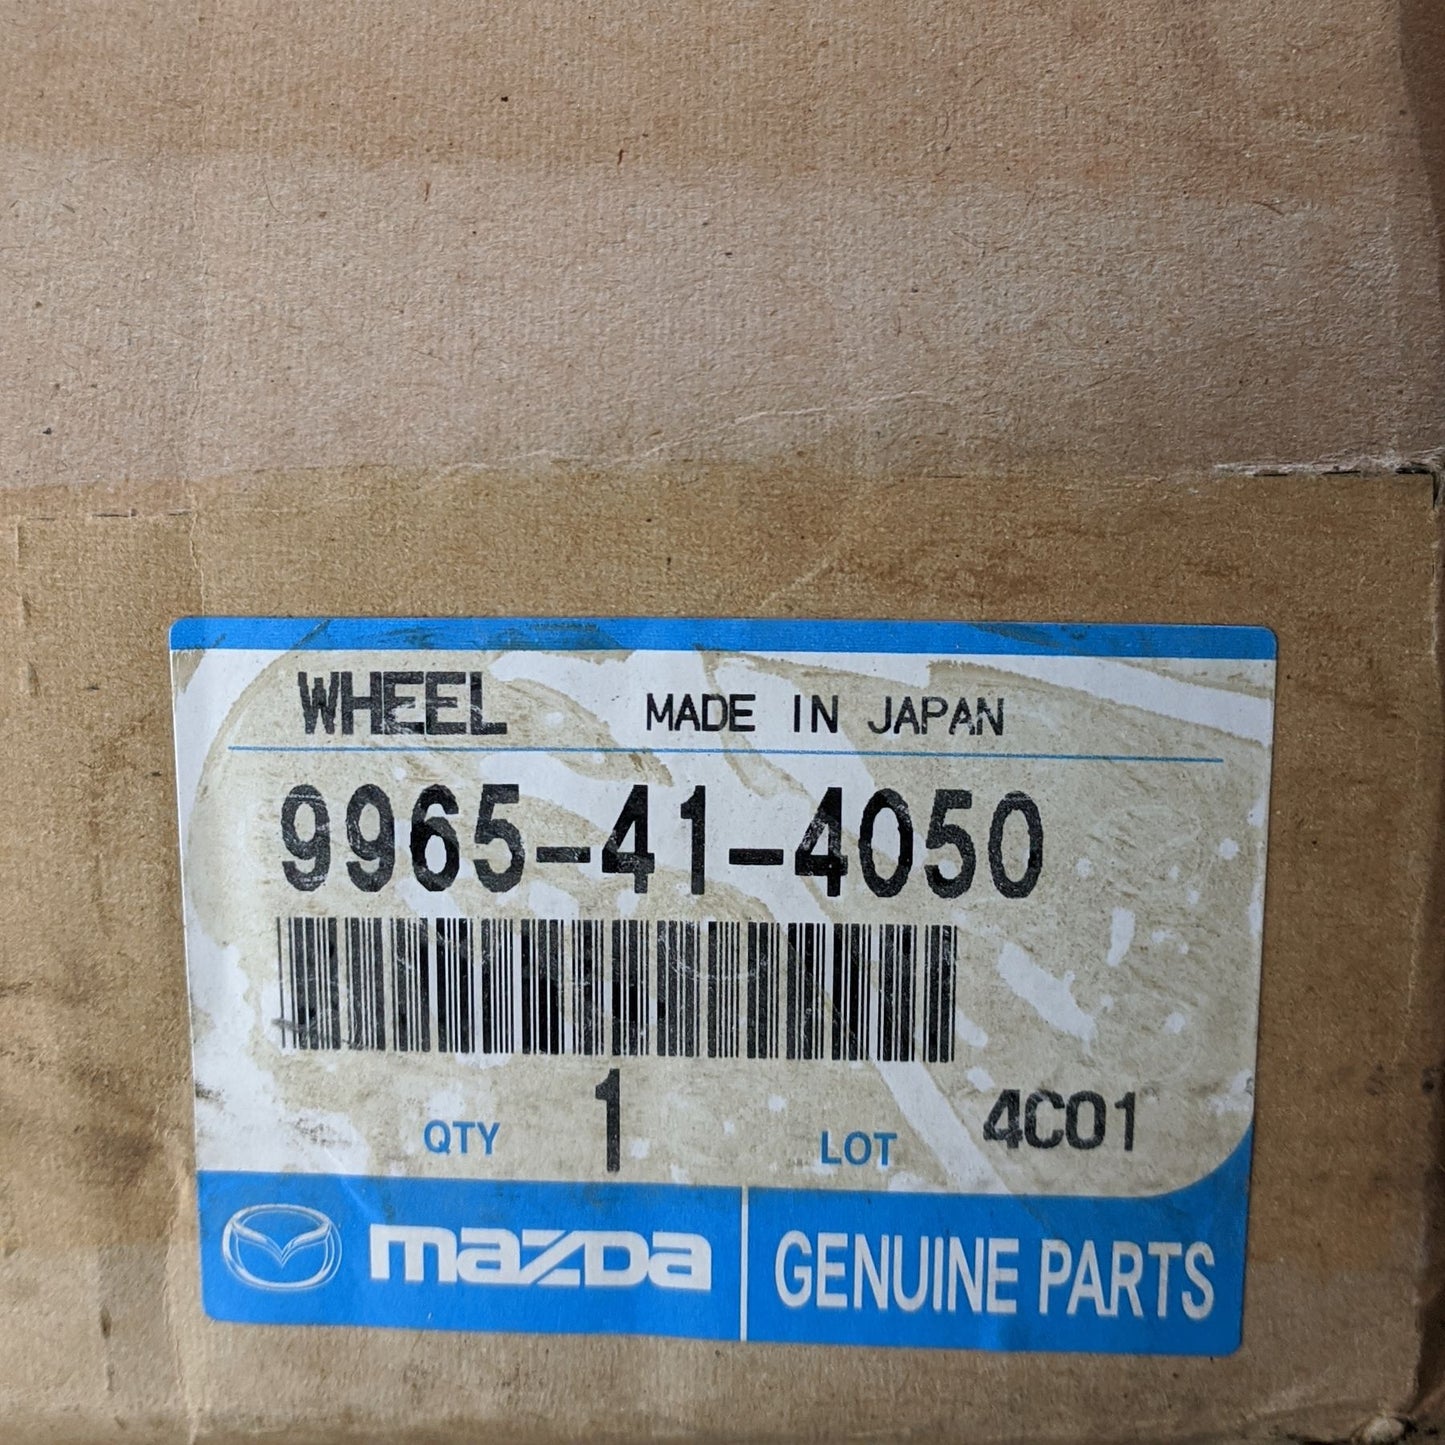 WHEEL MADE IN JAPAN
9965-41-4050
QTY 1 LOT 4C01
mazda GENUINE PARTS